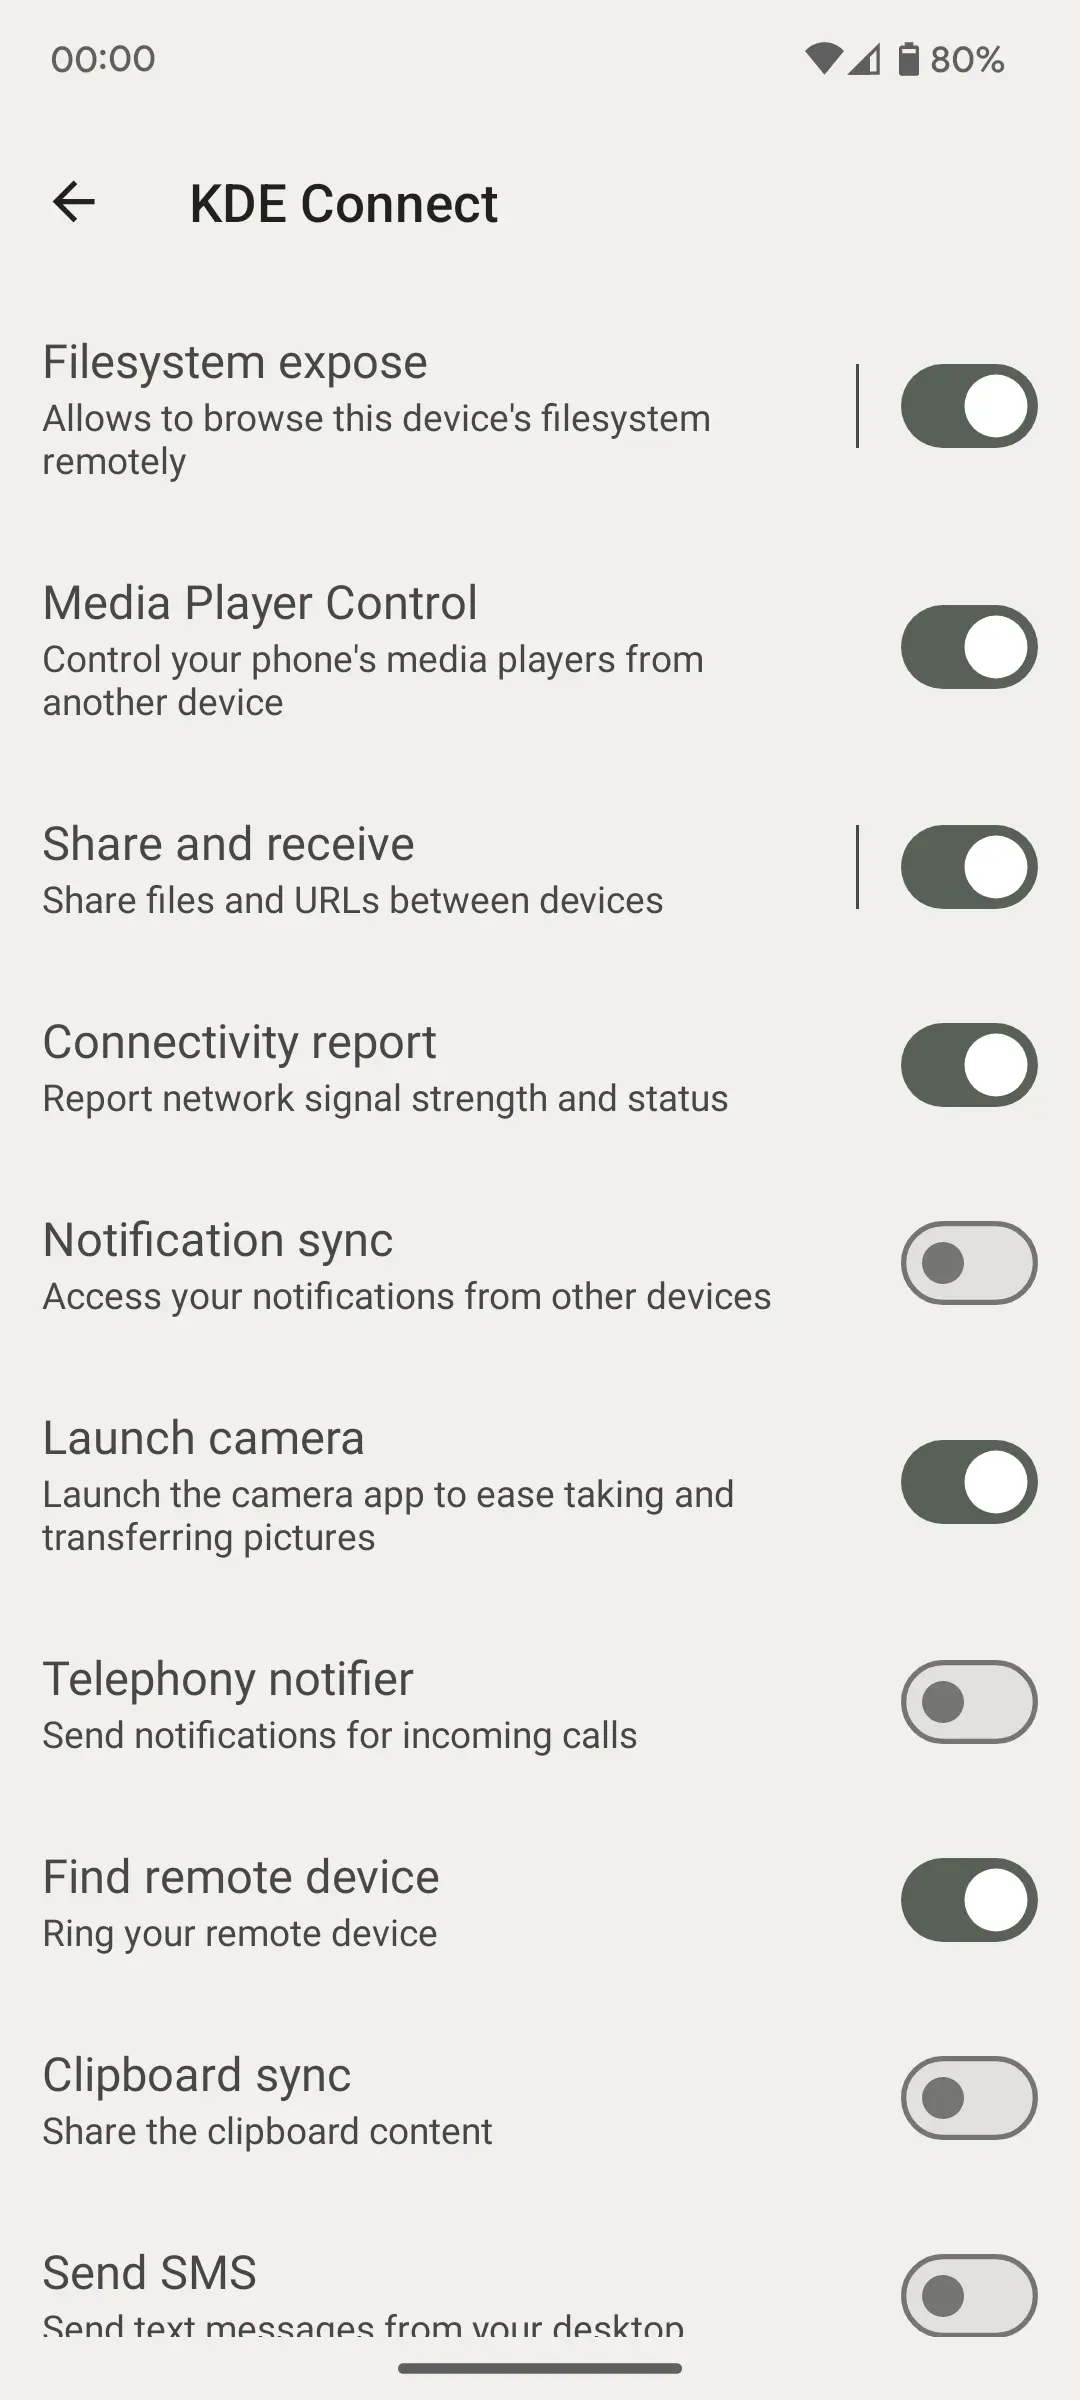 00:00 80%
KDE Connect
Filesystem expose
Allows to browse this device's filesystem
remotely
Media Player Control
Control your phone's media players from
another device
Share and receive
Share files and URLs between devices
Connectivity report
Report network signal strength and status
Notification sync
Access your notifications from other devices
Launch camera
Launch the camera app to ease taking and
transferring pictures
Telephony notifier
Send notifications for incoming calls
Find remote device
Ring your remote device
Clipboard sync
Share the clipboard content
Send SMS
Send text messages from your desktop